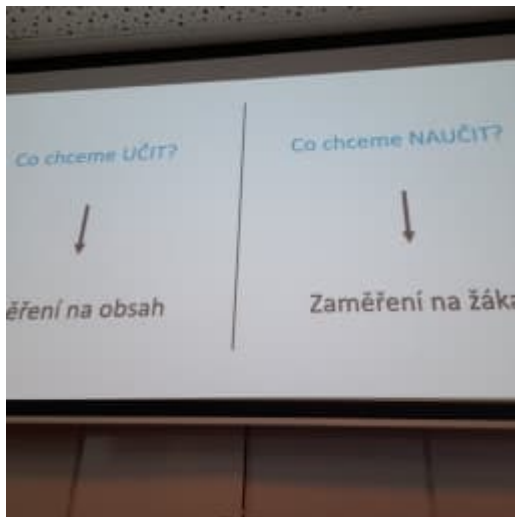 Co chceme UČIT?
ěření na obsah
Co chceme NAUČIT?
Zaměření na žáka